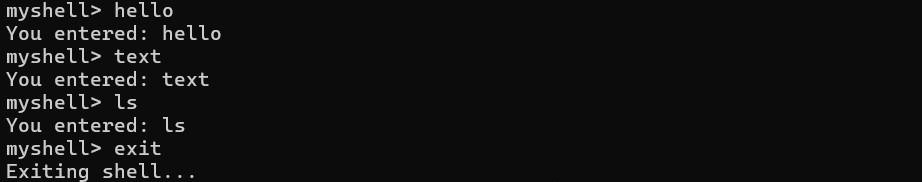 myshell> hello
You entered: hello
myshell> text
You entered: text
myshell> ls
You entered: ls
myshell> exit
Exiting shell...